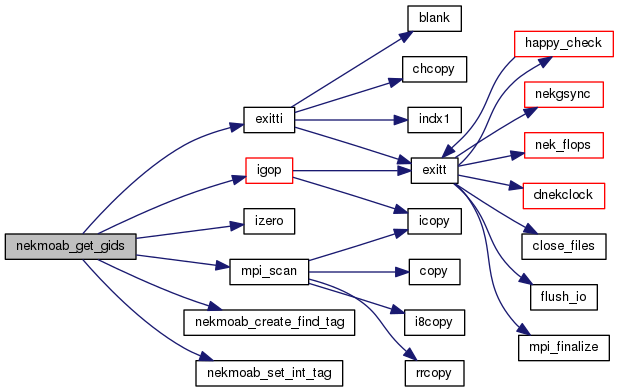 nekmoab_get_gids
exitti
igop
izero
mpi_scan
nekmoab_create_find_tag
nekmoab_set_int_tag
blank
chcopy
indx1
exitt
icopy
copy
i8copy
rrcopy
happy_check
nekgsync
nek_flops
dnekclock
close_files
flush_io
mpi_finalize